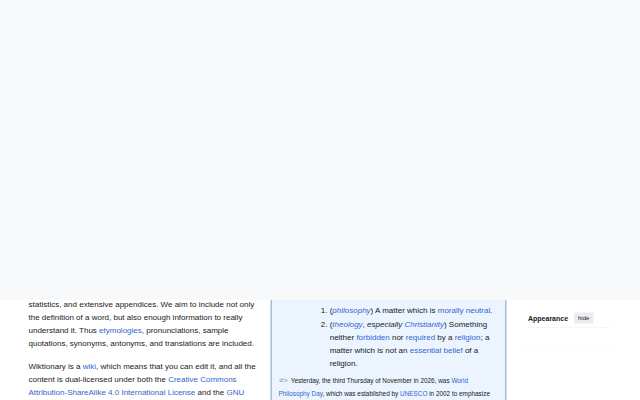 statistics, and extensive appendices. We aim to include not only
the definition of a word, but also enough information to really
understand it. Thus etymologies, pronunciations, sample
quotations, synonyms, antonyms, and translations are included.
Wiktionary is a wiki, which means that you can edit it, and all the
content is dual-licensed under both the Creative Commons
Attribution-ShareAlike 4.0 International License and the GNU
1. (philosophy) A matter which is morally neutral.
2. (theology, especially Christianity) Something
neither forbidden nor required by a religion; a
matter which is not an essential belief of a
religion.
Yesterday, the third Thursday of November in 2026, was World
Philosophy Day, which was established by UNESCO in 2002 to emphasize
Appearance hide